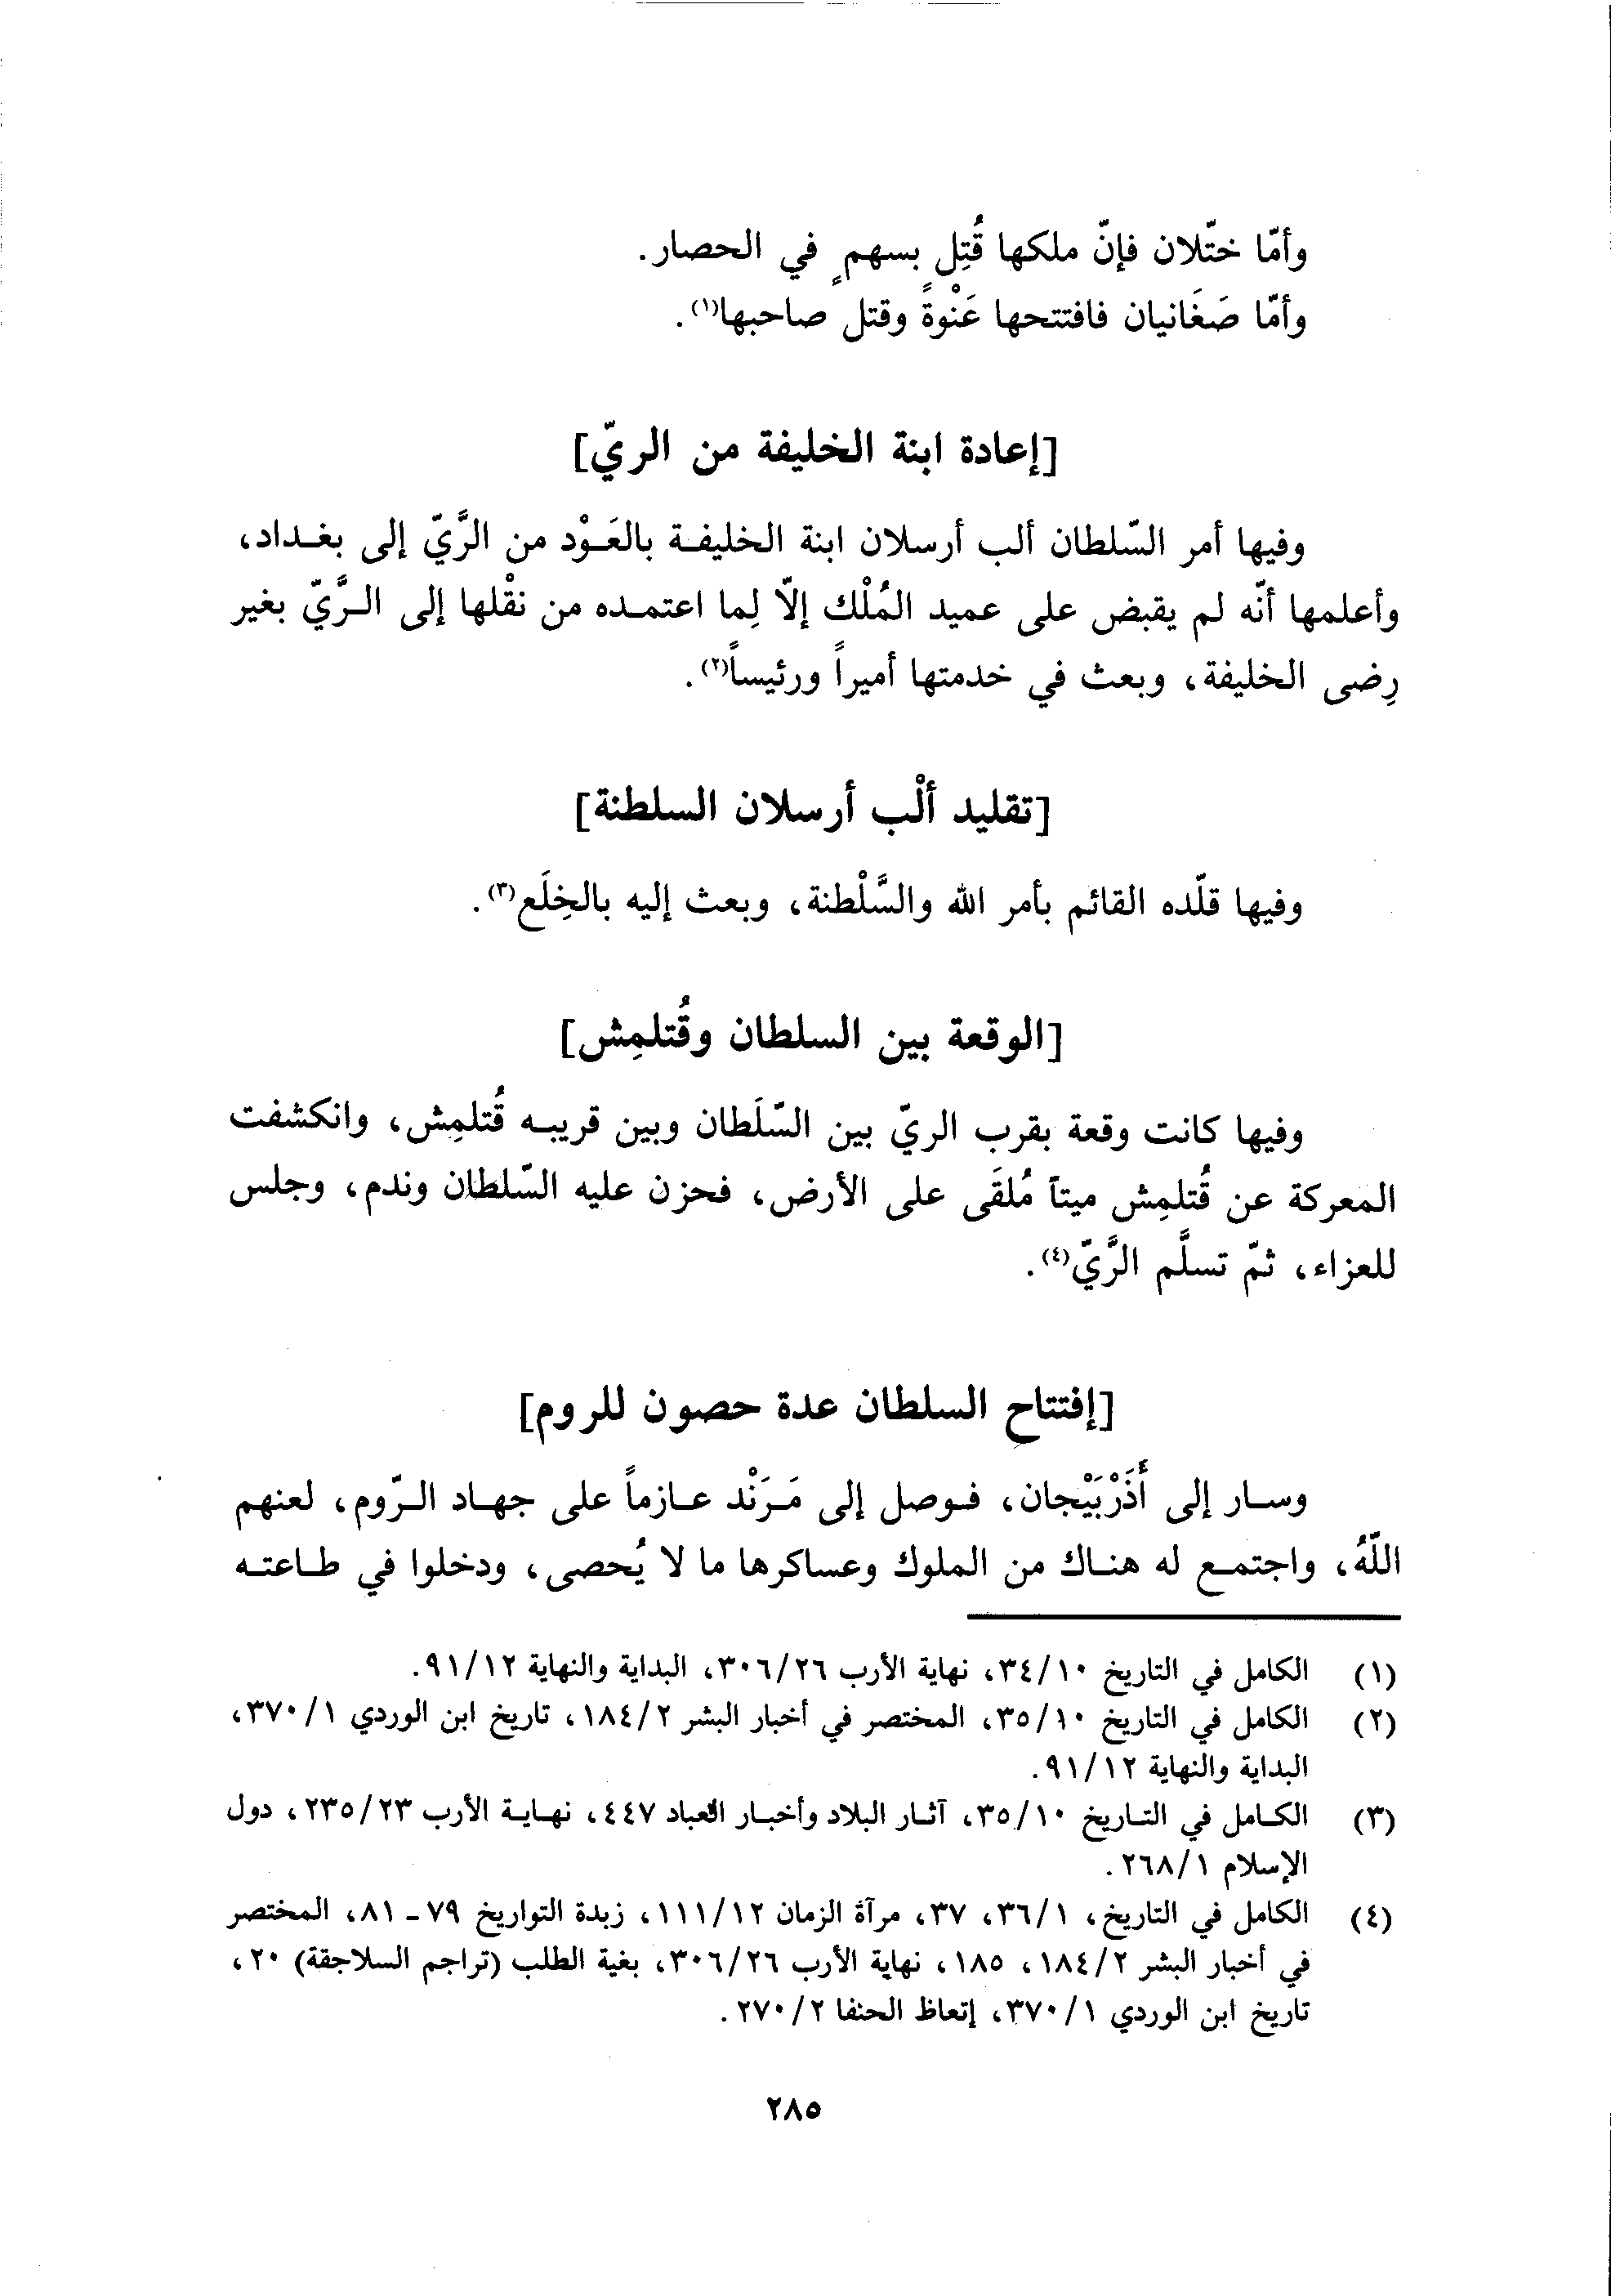 وأمّا ختّلان فإنّ ملكها قُتِل بسهمٍ في الحصار.
وأمّا صَغَانيان فافتتحها عَنْوةً وقتل صاحبها(١).
[إعادة ابنة الخليفة من الريّ]
وفيها أمر السّلطان ألب أرسلان ابنة الخليفة بالعَوْد من الرَّيّ إلى بغداد،
وأعلمها أنّه لم يقبض على عميد المُلْك إلاّ لِما اعتمده من نقْلها إلى الرَّيّ بغير
رِضى الخليفة، وبعث في خدمتها أميراً ورئيساً(٢).
[تقليد ألْب أرسلان السلطنة]
وفيها قلّده القائم بأمر الله والسَّلْطنة، وبعث إليه بالخِلَع(٣).
[الوقعة بين السلطان وقُتلمِش]
وفيها كانت وقعة بقرب الريّ بين السّلَطان وبين قريبه قُتلمِش، وانكشفت
المعركة عن قُتلمِش ميتاً مُلقَى على الأرض، فحزن عليه السّلطان وندم، وجلس
للعزاء، ثمّ تسلَّم الرَّيّ(٤).
[إفتتاح السلطان عدة حصون للروم]
وسار إلى أَذَرْبَيْجان، فوصل إلى مَرَنْد عازماً على جهاد الرّوم، لعنهم
اللّهُ، واجتمع له هناك من الملوك وعساكرها ما لا يُحصى، ودخلوا في طاعته
(١) الكامل في التاريخ ٣٤/١٠، نهاية الأرب ٣٠٦/٢٦، البداية والنهاية ٩١/١٢.
(٢) الكامل في التاريخ ٣٥/١٠، المختصر في أخبار البشر ١٨٤/٢، تاريخ ابن الوردي ٣٧٠/١،
البداية والنهاية ٩١/١٢.
(٣) الكامل في التاريخ ٣٥/١٠، آثار البلاد وأخبار العباد ٤٤٧، نهاية الأرب ٢٣٥/٢٣، دول
الإسلام ٢٦٨/١.
(٤) الكامل في التاريخ، ٣٦/١، ٣٧، مرآة الزمان ١١١/١٢، زبدة التواريخ ٧٩ - ٨١، المختصر
في أخبار البشر ١٨٤/٢، ١٨٥، نهاية الأرب ٣٠٦/٢٦، بغية الطلب (تراجم السلاجقة) ٢٠،
تاريخ ابن الوردي ٣٧٠/١، إتعاظ الحنفا ٢٧٠/٢.
٢٨٥